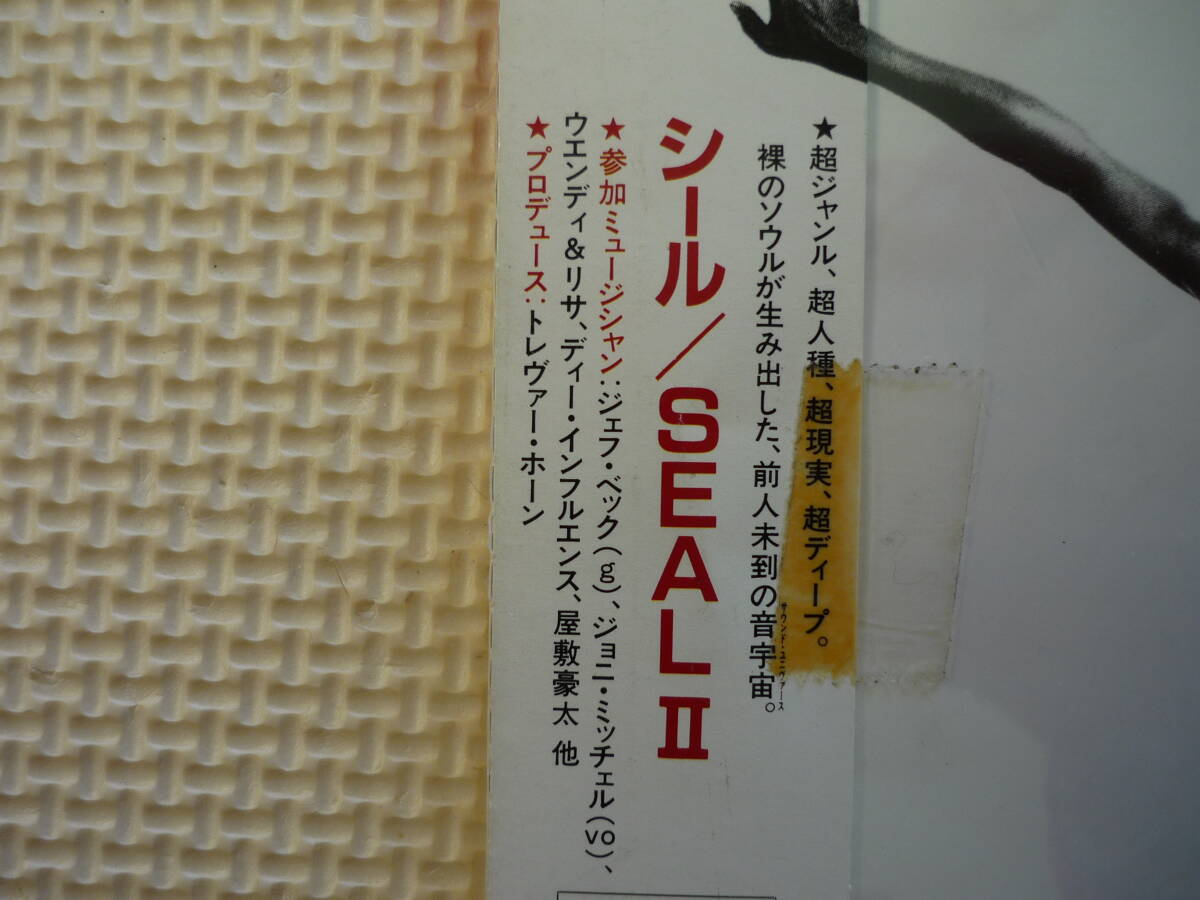 ★超ジャンル、超人種、超現実、超ディープ。
裸のソウルが生み出した、前人未到の音宇宙。
サウンド・ユニヴァース
シール/SEAL II
★参加ミュージシャン:ジェフ・ベック(g)、ジョニ・ミッチェル(vo)、
ウエンディ&リサ、ディー・インフルエンス、屋敷豪太 他
★プロデュース:トレヴァー・ホーン